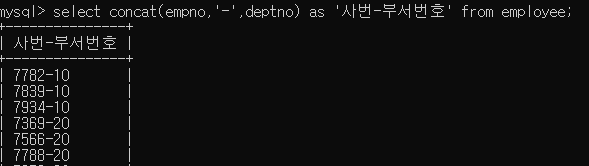 mysql> select concat(empno,'-',deptno) as '사번-부서번호' from employee;
+---------------+
| 사번-부서번호 |
+---------------+
| 7782-10       |
| 7839-10       |
| 7934-10       |
| 7369-20       |
| 7566-20       |
| 7788-20       |